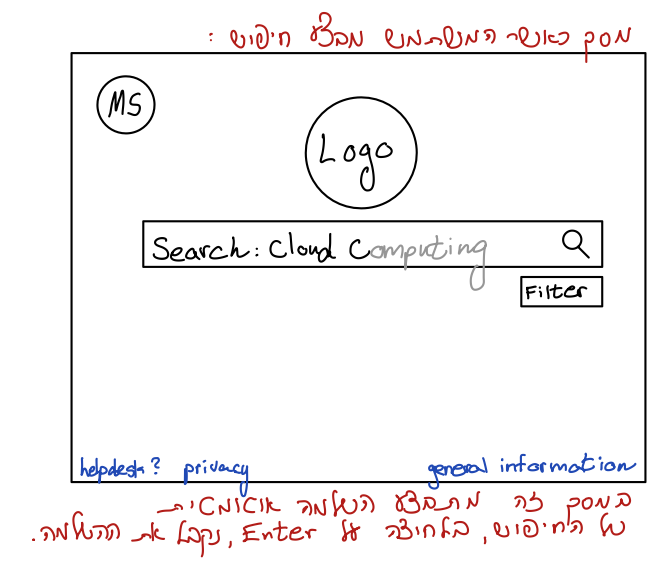 מסך כאשר המשתמש מבצע חיפוש :
MS
Logo
Search: Cloud Computing
Filter
helpdesk? privacy general information
במסך זה מתבצע השלמה אוטומטית
של החיפוש, בלחיצה על Enter, נקבל את ההשלמה.